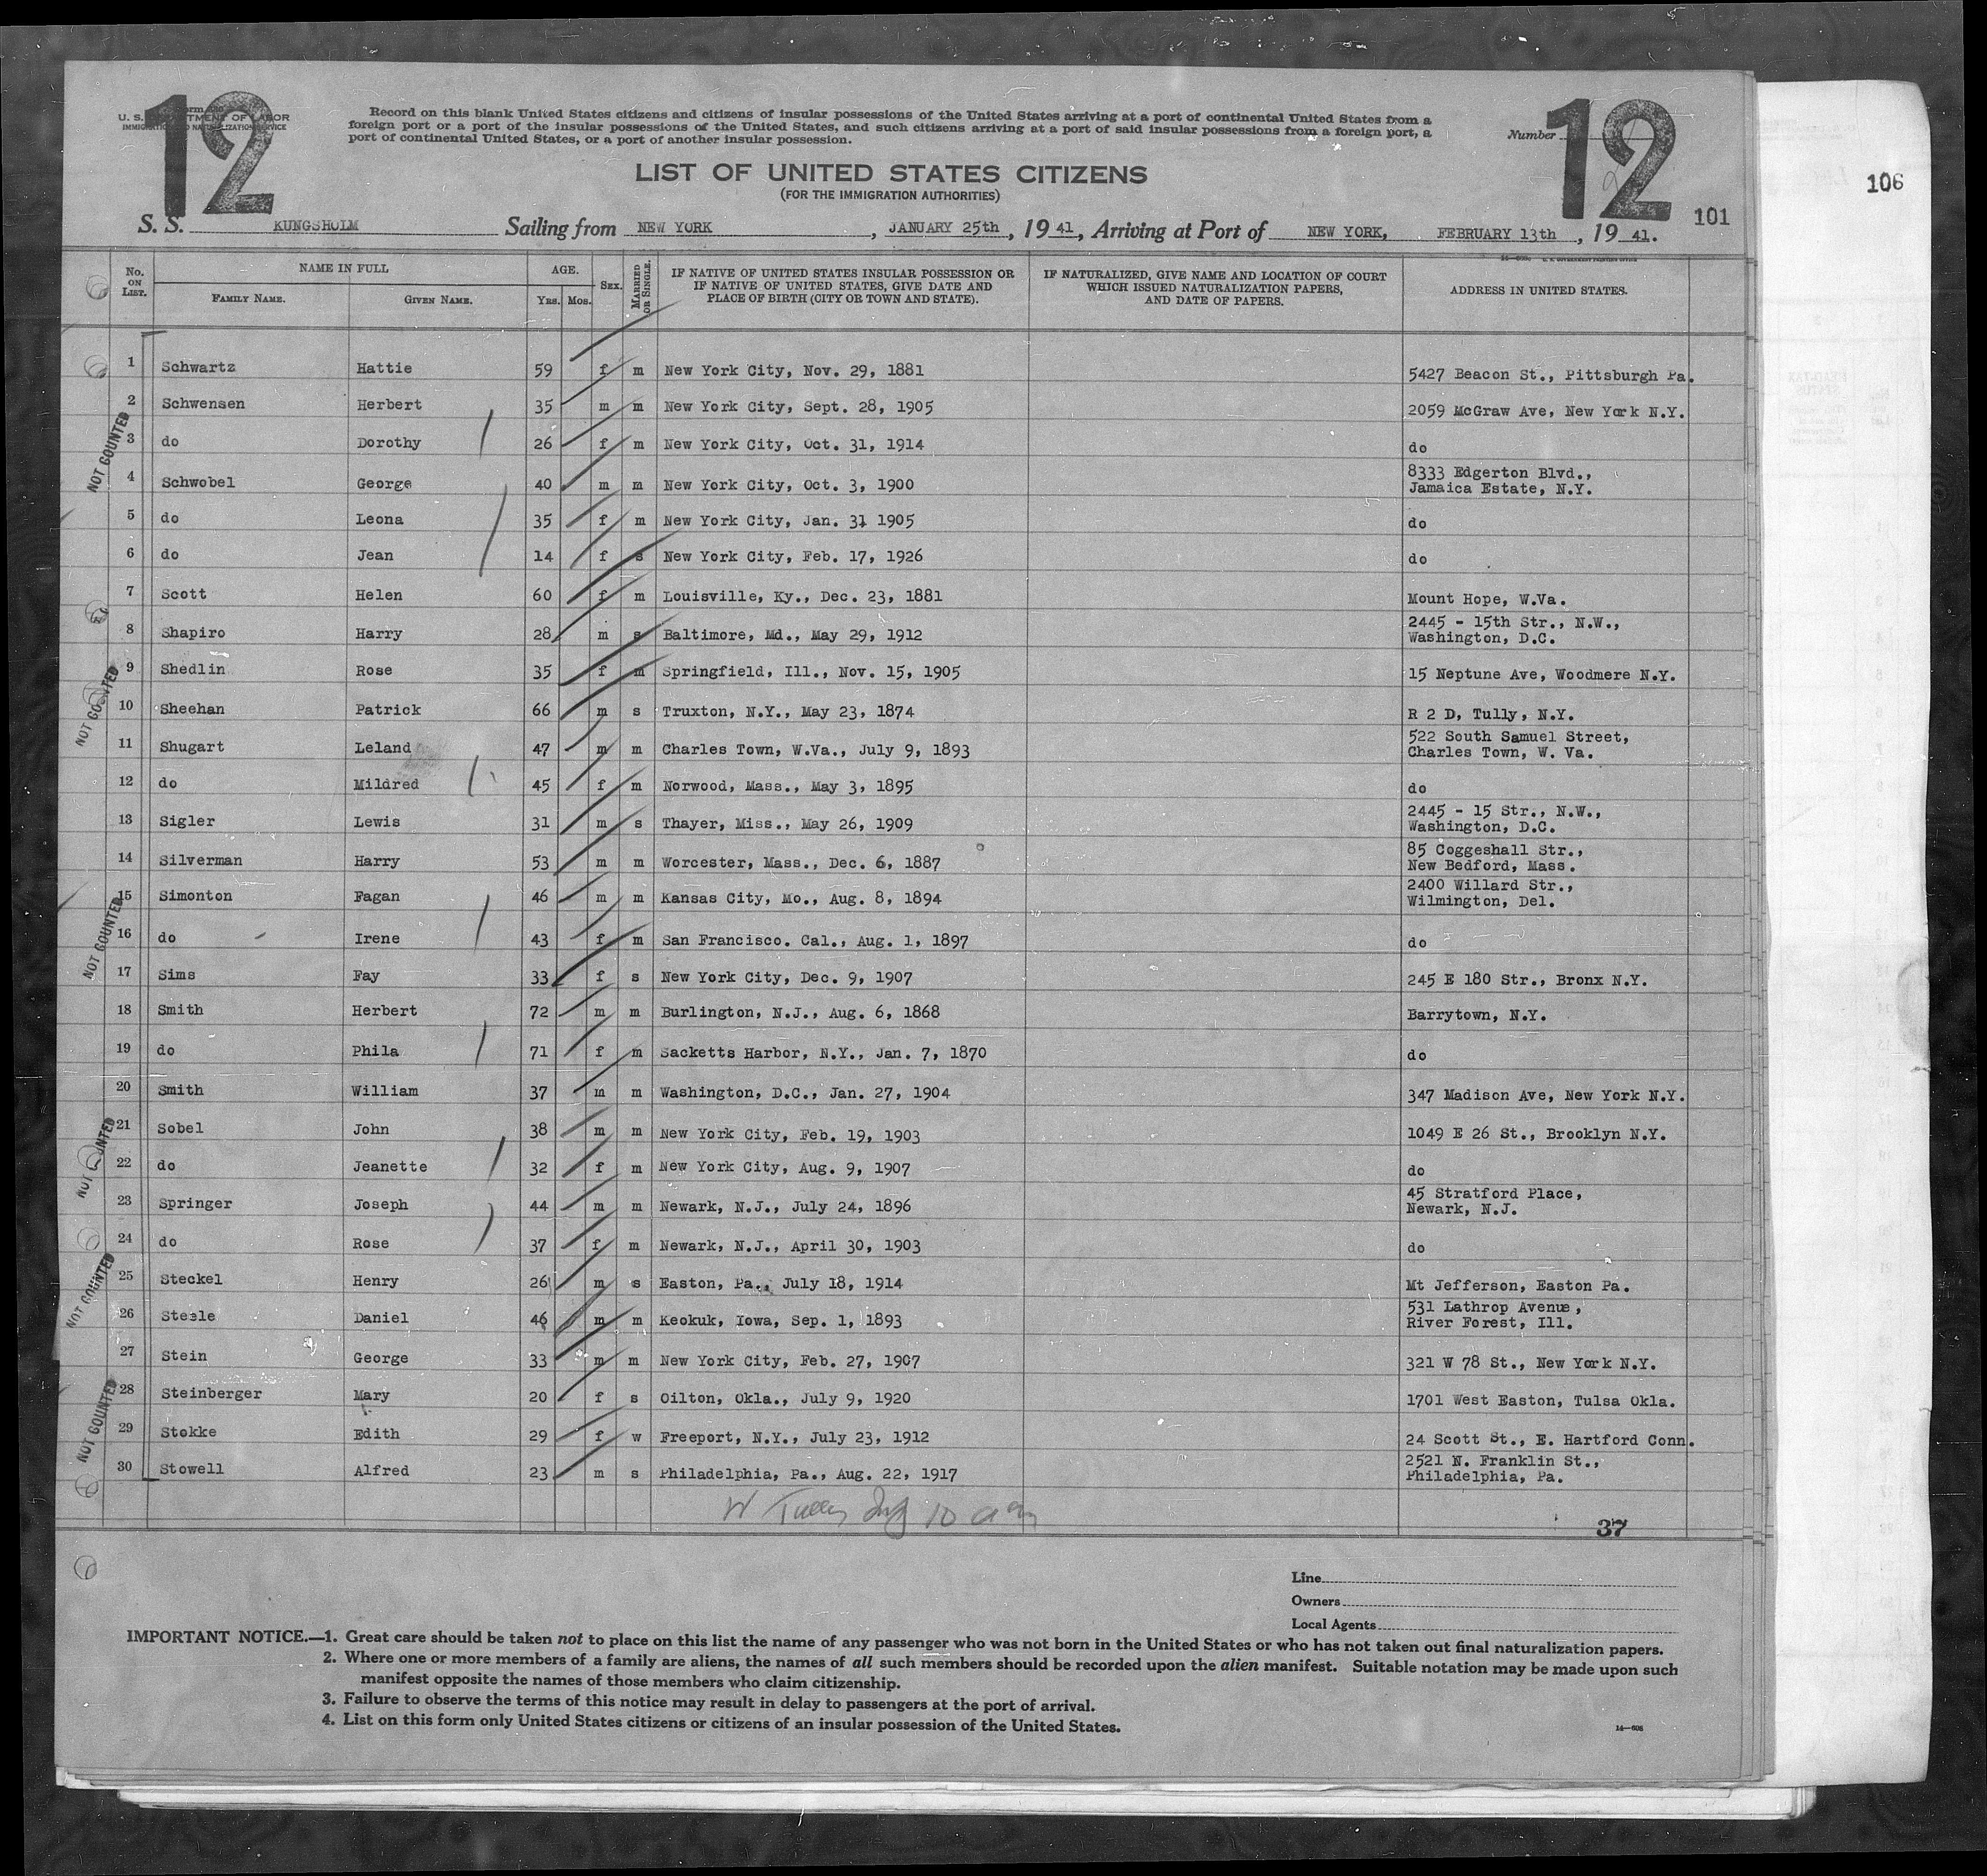 12
Form
U. S. DEPARTMENT OF LABOR
IMMIGRATION AND NATURALIZATION SERVICE
Record on this blank United States citizens and citizens of insular possessions of the United States arriving at a port of continental United States from a
foreign port or a port of the insular possessions of the United States, and such citizens arriving at a port of said insular possessions from a foreign port, a
port of continental United States, or a port of another insular possession.
Number 12
LIST OF UNITED STATES CITIZENS
(FOR THE IMMIGRATION AUTHORITIES)
106
101
S. S. KUNGSHOLM Sailing from NEW YORK, JANUARY 25th, 19 41, Arriving at Port of NEW YORK, FEBRUARY 13th, 19 41.
No. ON LIST. NAME IN FULL FAMILY NAME. GIVEN NAME. AGE. YRS. MOS. SEX. MARRIED OR SINGLE. IF NATIVE OF UNITED STATES INSULAR POSSESSION OR IF NATIVE OF UNITED STATES, GIVE DATE AND PLACE OF BIRTH (CITY OR TOWN AND STATE). IF NATURALIZED, GIVE NAME AND LOCATION OF COURT WHICH ISSUED NATURALIZATION PAPERS, AND DATE OF PAPERS. ADDRESS IN UNITED STATES.
1 Schwartz Hattie 59 f m New York City, Nov. 29, 1881 5427 Beacon St., Pittsburgh Pa.
2 Schwensen Herbert 35 m m New York City, Sept. 28, 1905 2059 McGraw Ave, New York N.Y.
NOT COUNTED
3 do Dorothy 26 f m New York City, Oct. 31, 1914 do
4 Schwobel George 40 m m New York City, Oct. 3, 1900 8333 Edgerton Blvd., Jamaica Estate, N.Y.
5 do Leona 35 f m New York City, Jan. 31 1905 do
6 do Jean 14 f s New York City, Feb. 17, 1926 do
7 Scott Helen 60 f m Louisville, Ky., Dec. 23, 1881 Mount Hope, W.Va.
8 Shapiro Harry 28 m s Baltimore, Md., May 29, 1912 2445 - 15th Str., N.W., Washington, D.C.
9 Shedlin Rose 35 f m Springfield, Ill., Nov. 15, 1905 15 Neptune Ave, Woodmere N.Y.
NOT COUNTED
10 Sheehan Patrick 66 m s Truxton, N.Y., May 23, 1874 R 2 D, Tully, N.Y.
11 Shugart Leland 47 m m Charles Town, W.Va., July 9, 1893 522 South Samuel Street, Charles Town, W. Va.
12 do Mildred 45 f m Norwood, Mass., May 3, 1895 do
13 Sigler Lewis 31 m s Thayer, Miss., May 26, 1909 2445 - 15 Str., N.W., Washington, D.C.
14 Silverman Harry 53 m m Worcester, Mass., Dec. 6, 1887 85 Coggeshall Str., New Bedford, Mass.
15 Simonton Fagan 46 m m Kansas City, Mo., Aug. 8, 1894 2400 Willard Str., Wilmington, Del.
NOT COUNTED
16 do Irene 43 f m San Francisco. Cal., Aug. 1, 1897 do
17 Sims Fay 33 f s New York City, Dec. 9, 1907 245 E 180 Str., Bronx N.Y.
18 Smith Herbert 72 m m Burlington, N.J., Aug. 6, 1868 Barrytown, N.Y.
19 do Phila 71 f m Sacketts Harbor, N.Y., Jan. 7, 1870 do
20 Smith William 37 m m Washington, D.C., Jan. 27, 1904 347 Madison Ave, New York N.Y.
21 Sobel John 38 m m New York City, Feb. 19, 1903 1049 E 26 St., Brooklyn N.Y.
NOT COUNTED
22 do Jeanette 32 f m New York City, Aug. 9, 1907 do
23 Springer Joseph 44 m m Newark, N.J., July 24, 1896 45 Stratford Place, Newark, N.J.
24 do Rose 37 f m Newark, N.J., April 30, 1903 do
NOT COUNTED
25 Steckel Henry 26 m s Easton, Pa., July 18, 1914 Mt Jefferson, Easton Pa.
26 Steele Daniel 46 m m Keokuk, Iowa, Sep. 1, 1893 531 Lathrop Avenue, River Forest, Ill.
27 Stein George 33 m m New York City, Feb. 27, 1907 321 W 78 St., New York N.Y.
28 Steinberger Mary 20 f s Oilton, Okla., July 9, 1920 1701 West Easton, Tulsa Okla.
NOT COUNTED
29 Stokke Edith 29 f w Freeport, N.Y., July 23, 1912 24 Scott St., E. Hartford Conn.
30 Stowell Alfred 23 m s Philadelphia, Pa., Aug. 22, 1917 2521 N. Franklin St., Philadelphia, Pa.
37
Line
Owners
Local Agents
IMPORTANT NOTICE.—1. Great care should be taken not to place on this list the name of any passenger who was not born in the United States or who has not taken out final naturalization papers.
2. Where one or more members of a family are aliens, the names of all such members should be recorded upon the alien manifest. Suitable notation may be made upon such
manifest opposite the names of those members who claim citizenship.
3. Failure to observe the terms of this notice may result in delay to passengers at the port of arrival.
4. List on this form only United States citizens or citizens of an insular possession of the United States.
14—608